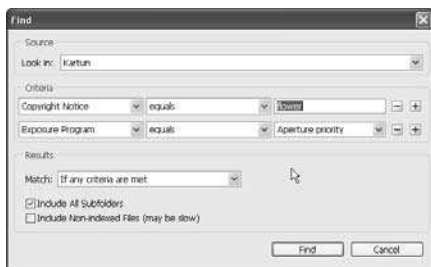 Find
Source
Look in: Kartun
Criteria
Copyright Notice equals flower
Exposure Program equals Aperture priority
Results
Match: If any criteria are met
Include All Subfolders
Include Non-indexed Files (may be slow)
Find Cancel